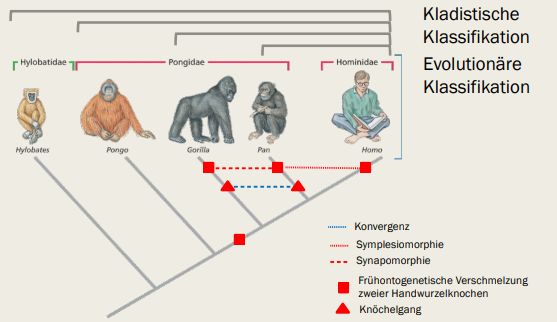 Kladistische
Klassifikation
Evolutionäre
Klassifikation
Hylobatidae
Pongidae
Hominidae
Hylobates
Pongo
Gorilla
Pan
Homo
Konvergenz
Symplesiomorphie
Synapomorphie
Frühontogenetische Verschmelzung
zweier Handwurzelknochen
Knöchelgang